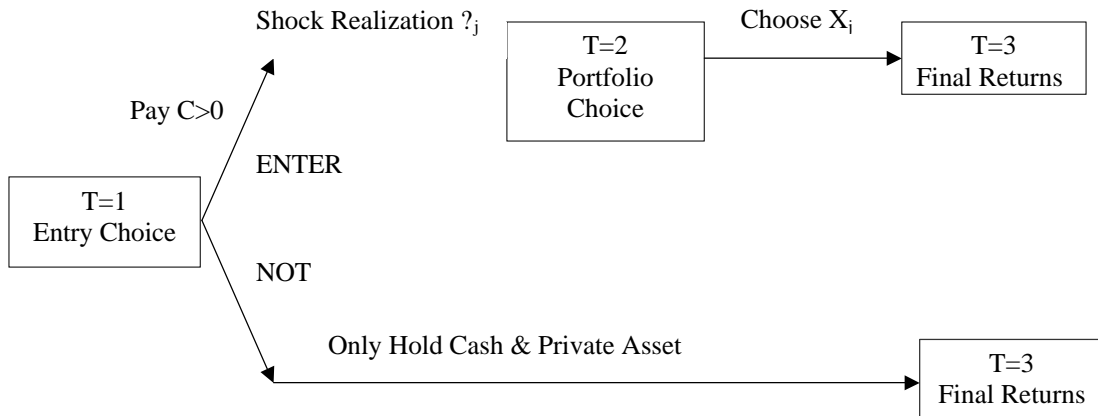 Shock Realization ?j
T=2
Portfolio
Choice
Choose Xj
T=3
Final Returns
Pay C>0
ENTER
T=1
Entry Choice
NOT
Only Hold Cash & Private Asset
T=3
Final Returns